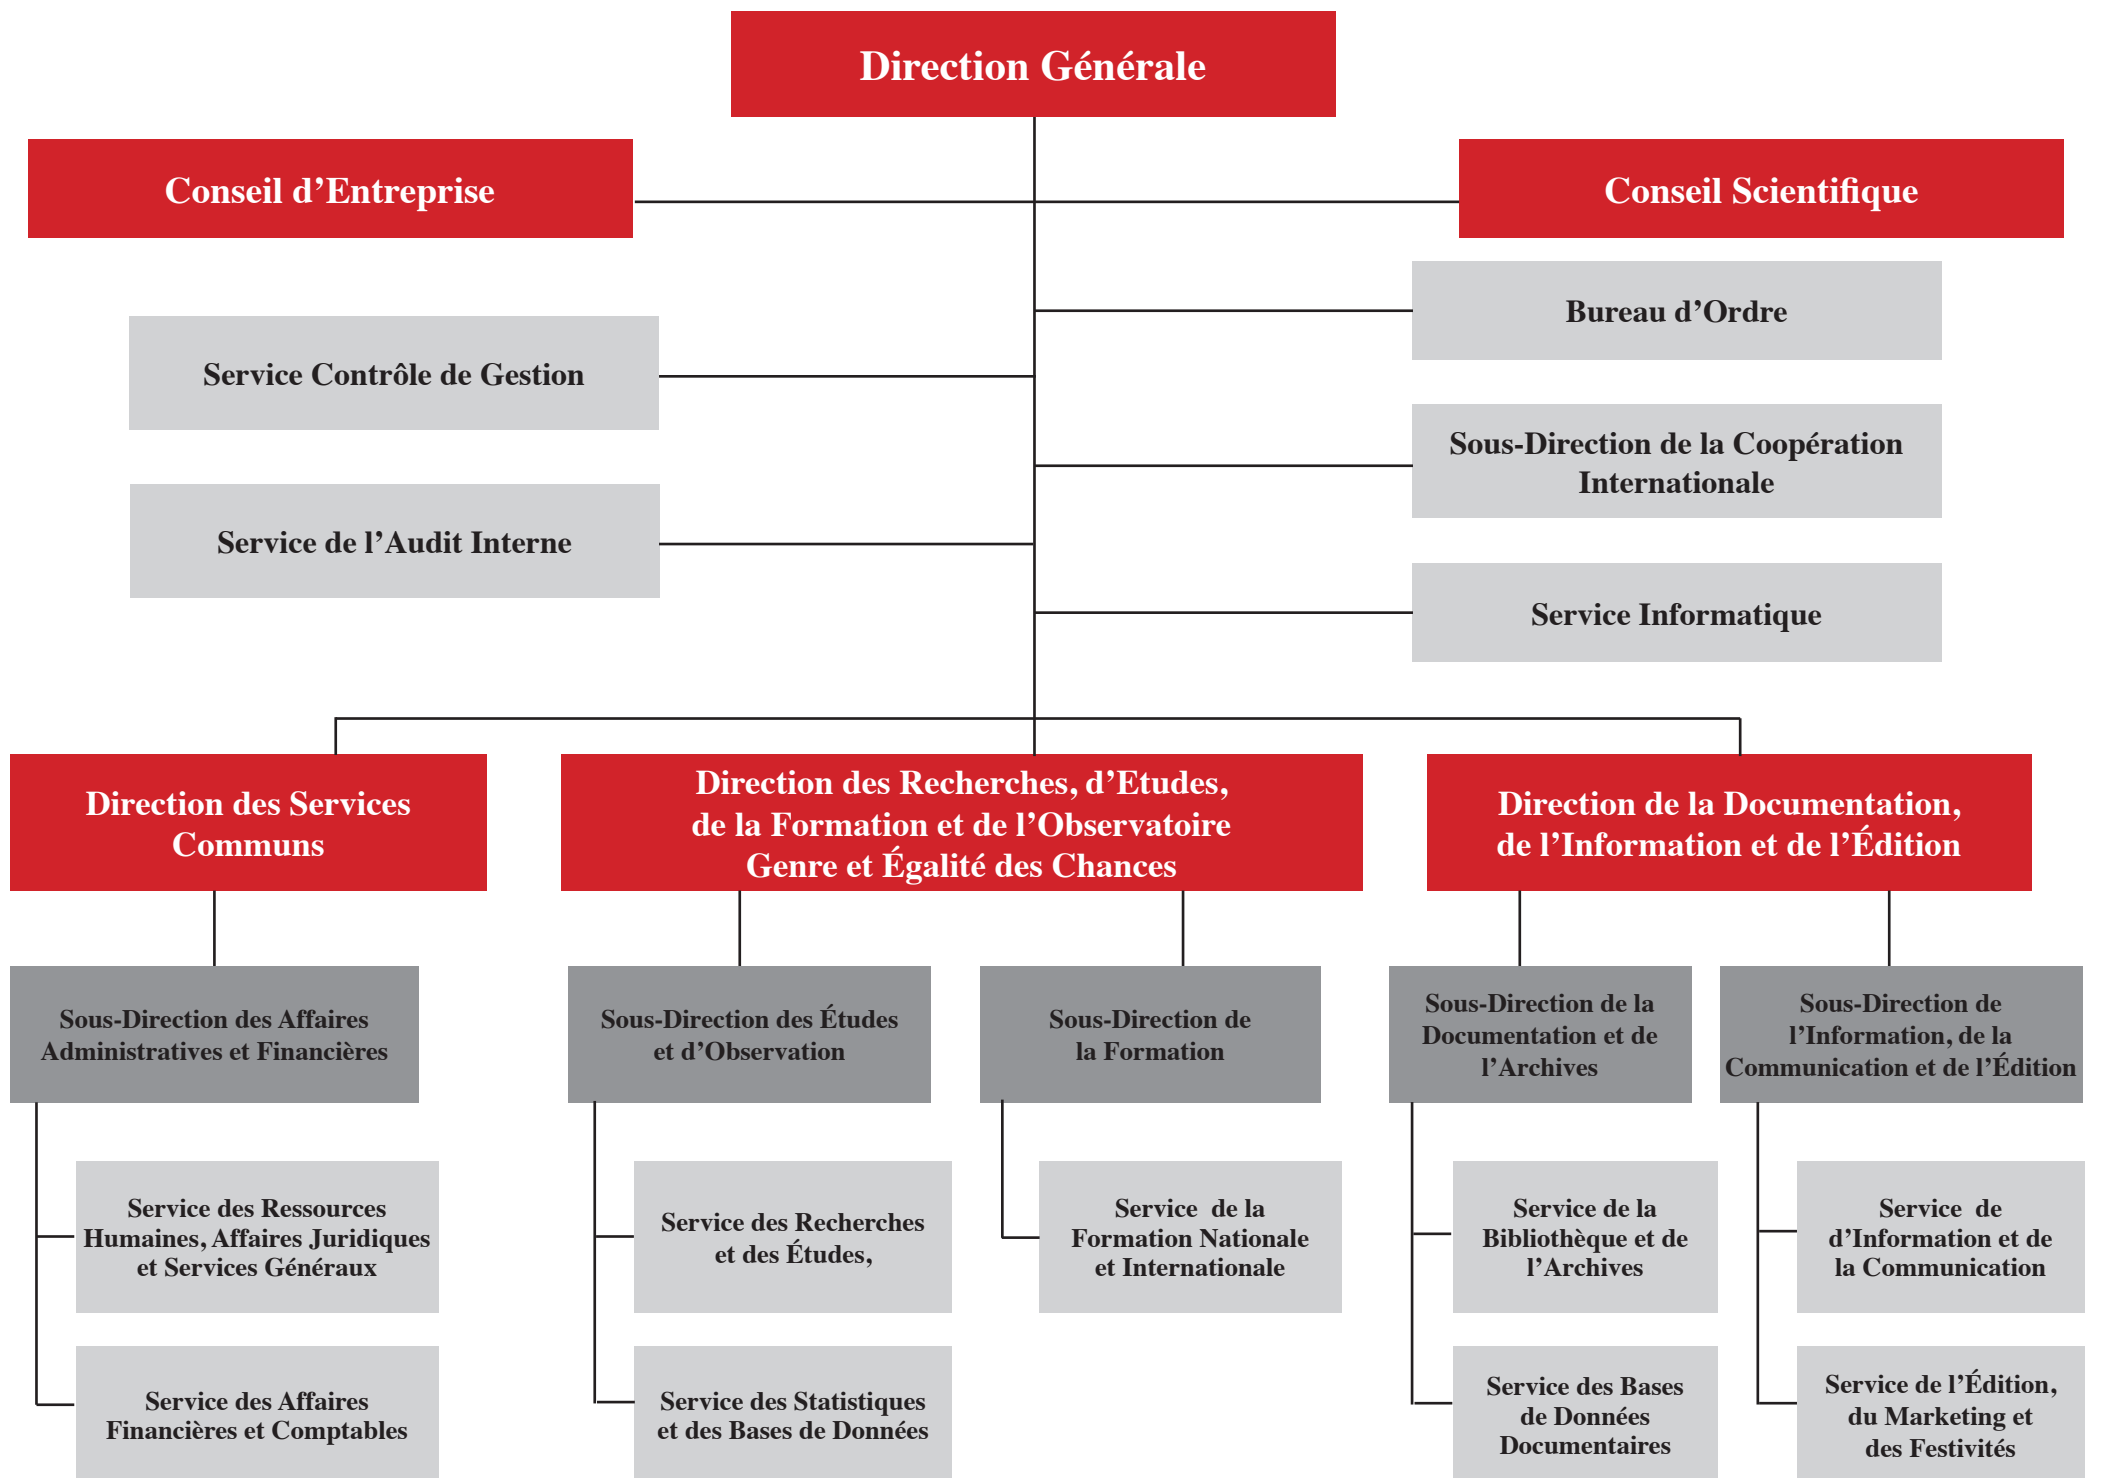 Direction Générale
Conseil d’Entreprise
Conseil Scientifique
Bureau d’Ordre
Service Contrôle de Gestion
Sous-Direction de la Coopération
Internationale
Service de l’Audit Interne
Service Informatique
Direction des Services
Communs
Direction des Recherches, d’Etudes,
de la Formation et de l’Observatoire
Genre et Égalité des Chances
Direction de la Documentation,
de l’Information et de l’Édition
Sous-Direction des Affaires
Administratives et Financières
Sous-Direction des Études
et d’Observation
Sous-Direction de
la Formation
Sous-Direction de la
Documentation et de
l’Archives
Sous-Direction de
l’Information, de la
Communication et de l’Édition
Service des Ressources
Humaines, Affaires Juridiques
et Services Généraux
Service des Recherches
et des Études,
Service  de la
Formation Nationale
et Internationale
Service de la
Bibliothèque et de
l’Archives
Service  de
d’Information et de
la Communication
Service des Affaires
Financières et Comptables
Service des Statistiques
et des Bases de Données
Service des Bases
de Données
Documentaires
Service de l’Édition,
du Marketing et
des Festivités